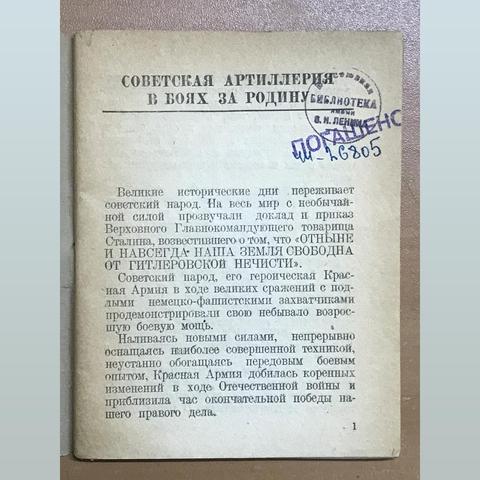 СОВЕТСКАЯ АРТИЛЛЕРИЯ
В БОЯХ ЗА РОДИНУ
БИБЛИОТЕКА
имени
В. И. ЛЕНИНА
ПОГАШЕНО
44-26805
Великие исторические дни переживает
советский народ. На весь мир с необычай-
ной силой прозвучали доклад и приказ
Верховного Главнокомандующего товарища
Сталина, возвестившего о том, что «ОТНЫНЕ
И НАВСЕГДА НАША ЗЕМЛЯ СВОБОДНА
ОТ ГИТЛЕРОВСКОЙ НЕЧИСТИ».
Советский народ, его героическая Крас-
ная Армия в ходе великих сражений с под-
лыми немецко-фашистскими захватчиками
продемонстрировали свою небывало возрос-
шую боевую мощь.
Наливаясь новыми силами, непрерывно
оснащаясь наиболее совершенной техникой,
неустанно обогащаясь передовым боевым
опытом, Красная Армия добилась коренных
изменений в ходе Отечественной войны и
приблизила час окончательной победы на-
шего правого дела.
1